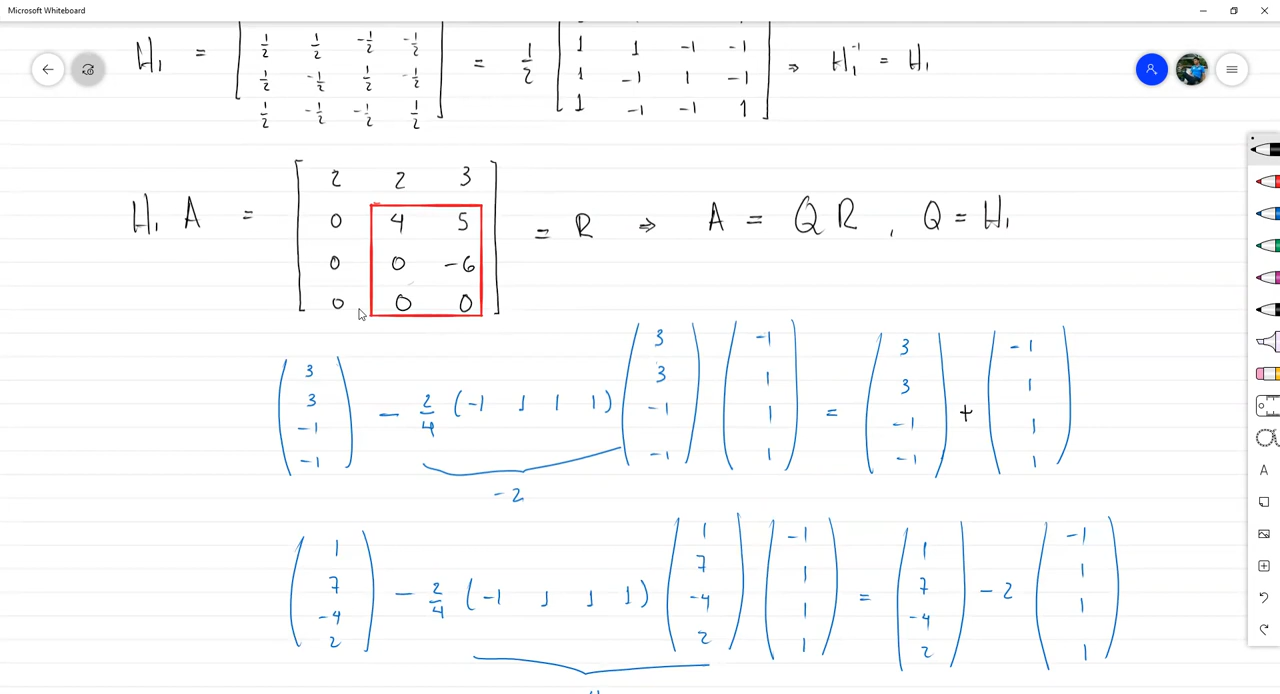 Microsoft Whiteboard
H₁ = [ 1/2 1/2 -1/2 -1/2 ; 1/2 -1/2 1/2 -1/2 ; 1/2 -1/2 -1/2 1/2 ] = 1/2 [ 1 1 -1 -1 ; 1 -1 1 -1 ; 1 -1 -1 1 ] ⇒ H₁⁻¹ = H₁
H₁ A = [ 2 2 3 ; 0 4 5 ; 0 0 -6 ; 0 0 0 ] = R ⇒ A = Q R , Q = H₁
( 3 ; 3 ; -1 ; -1 ) - 2/4 ( -1 1 1 1 ) ( 3 ; 3 ; -1 ; -1 ) ( -1 ; 1 ; 1 ; 1 ) = ( 3 ; 3 ; -1 ; -1 ) + ( -1 ; 1 ; 1 ; 1 )
-2
( 1 ; 7 ; -4 ; 2 ) - 2/4 ( -1 1 1 1 ) ( 1 ; 7 ; -4 ; 2 ) ( -1 ; 1 ; 1 ; 1 ) = ( 1 ; 7 ; -4 ; 2 ) - 2 ( -1 ; 1 ; 1 ; 1 )